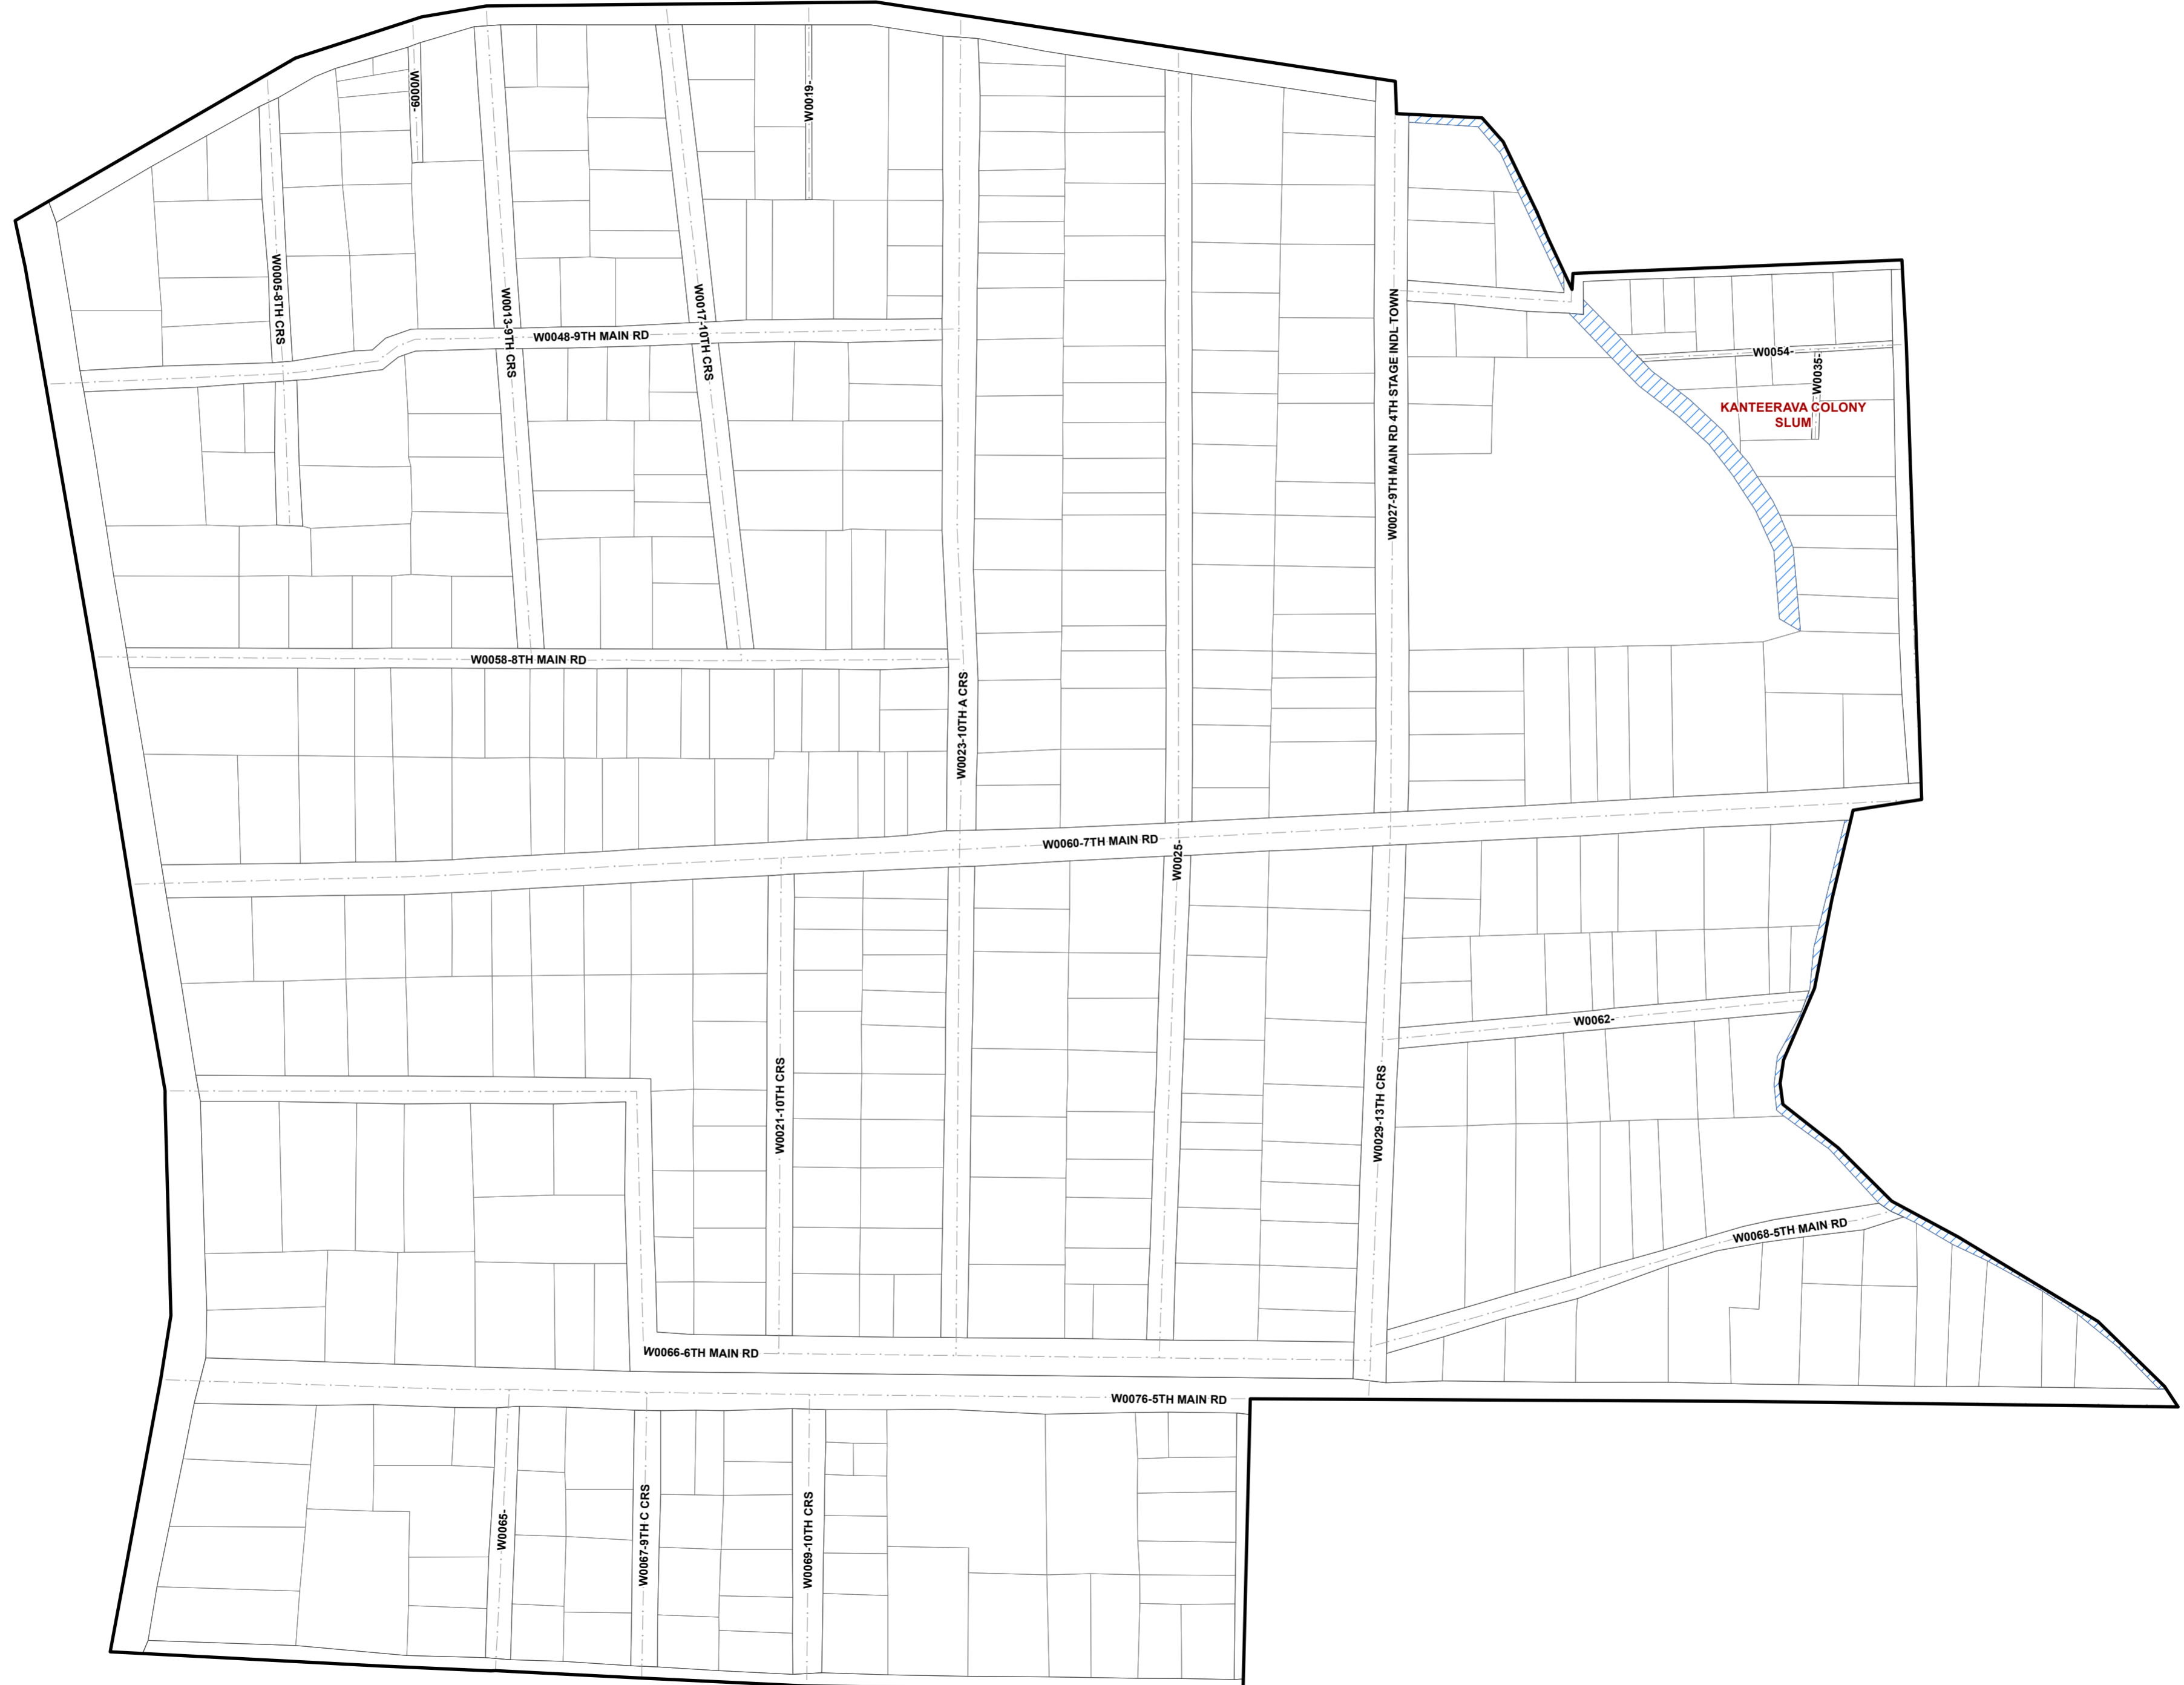 W0009-
W0019-
W0005-8TH CRS
W0013-9TH CRS
W0017-10TH CRS
W0048-9TH MAIN RD
W0027-9TH MAIN RD 4TH STAGE INDL TOWN
W0054-
W0035-
KANTEERAVA COLONY
SLUM
W0058-8TH MAIN RD
W0023-10TH A CRS
W0060-7TH MAIN RD
W0025-
W0062-
W0021-10TH CRS
W0029-13TH CRS
W0068-5TH MAIN RD
W0066-6TH MAIN RD
W0076-5TH MAIN RD
W0065-
W0067-9TH C CRS
W0069-10TH CRS